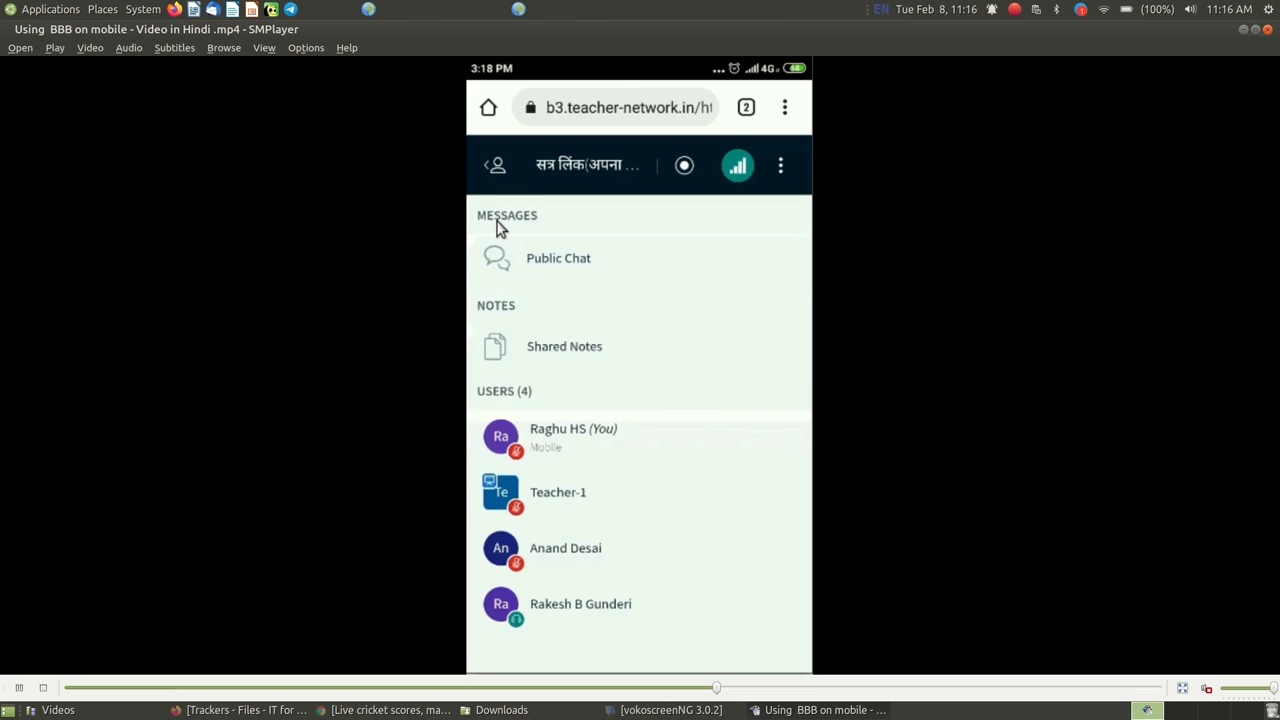 Applications Places System EN Tue Feb 8, 11:16 1 (100%) 11:16 AM
Using BBB on mobile - Video in Hindi .mp4 - SMPlayer
Open Play Video Audio Subtitles Browse View Options Help
3:18 PM 4G 64
b3.teacher-network.in/ht 2
सत्र लिंक(अपना ...
MESSAGES
Public Chat
NOTES
Shared Notes
USERS (4)
Ra Raghu HS (You)
Mobile
Te Teacher-1
An Anand Desai
Ra Rakesh B Gunderi
Videos [Trackers - Files - IT for ... [Live cricket scores, ma... Downloads [vokoscreenNG 3.0.2] Using BBB on mobile - ...